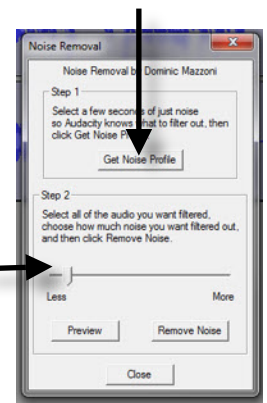 Noise Removal
Noise Removal by Dominic Mazzoni
Step 1
Select a few seconds of just noise
so Audacity knows what to filter out, then
click Get Noise
Get Noise Profile
Step 2
Select all of the audio you want filtered,
choose how much noise you want filtered out,
and then click Remove Noise.
Less
More
Preview
Remove Noise
Close